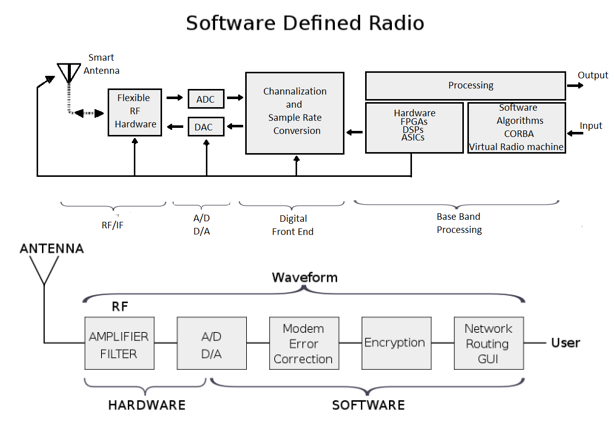 Software Defined Radio
Smart
Antenna
Flexible
RF
Hardware
ADC
DAC
Channalization
and
Sample Rate
Conversion
Processing
Hardware
FPGAs
DSPs
ASICs
Software
Algorithms
CORBA
Virtual Radio machine
Output
Input
RF/IF
A/D
D/A
Digital
Front End
Base Band
Processing
ANTENNA
Waveform
RF
AMPLIFIER
FILTER
A/D
D/A
Modem
Error
Correction
Encryption
Network
Routing
GUI
User
HARDWARE
SOFTWARE